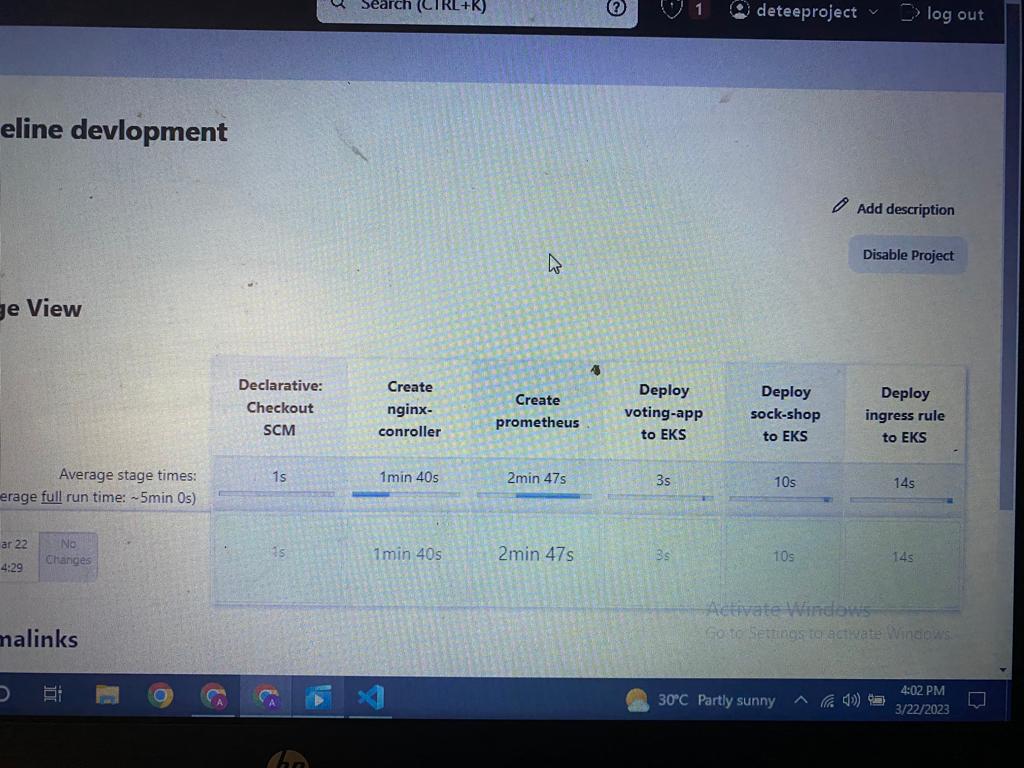 Search (CTRL+K)
1
deteeproject
log out
eline devlopment
Add description
Disable Project
ge View
Declarative:
Checkout
SCM
Create
nginx-
conroller
Create
prometheus
Deploy
voting-app
to EKS
Deploy
sock-shop
to EKS
Deploy
ingress rule
to EKS
Average stage times:
erage full run time: ~5min 0s)
1s
1min 40s
2min 47s
3s
10s
14s
ar 22
4:29
No
Changes
1s
1min 40s
2min 47s
3s
10s
14s
Activate Windows
Go to Settings to activate Windows.
malinks
30°C Partly sunny
4:02 PM
3/22/2023
hp